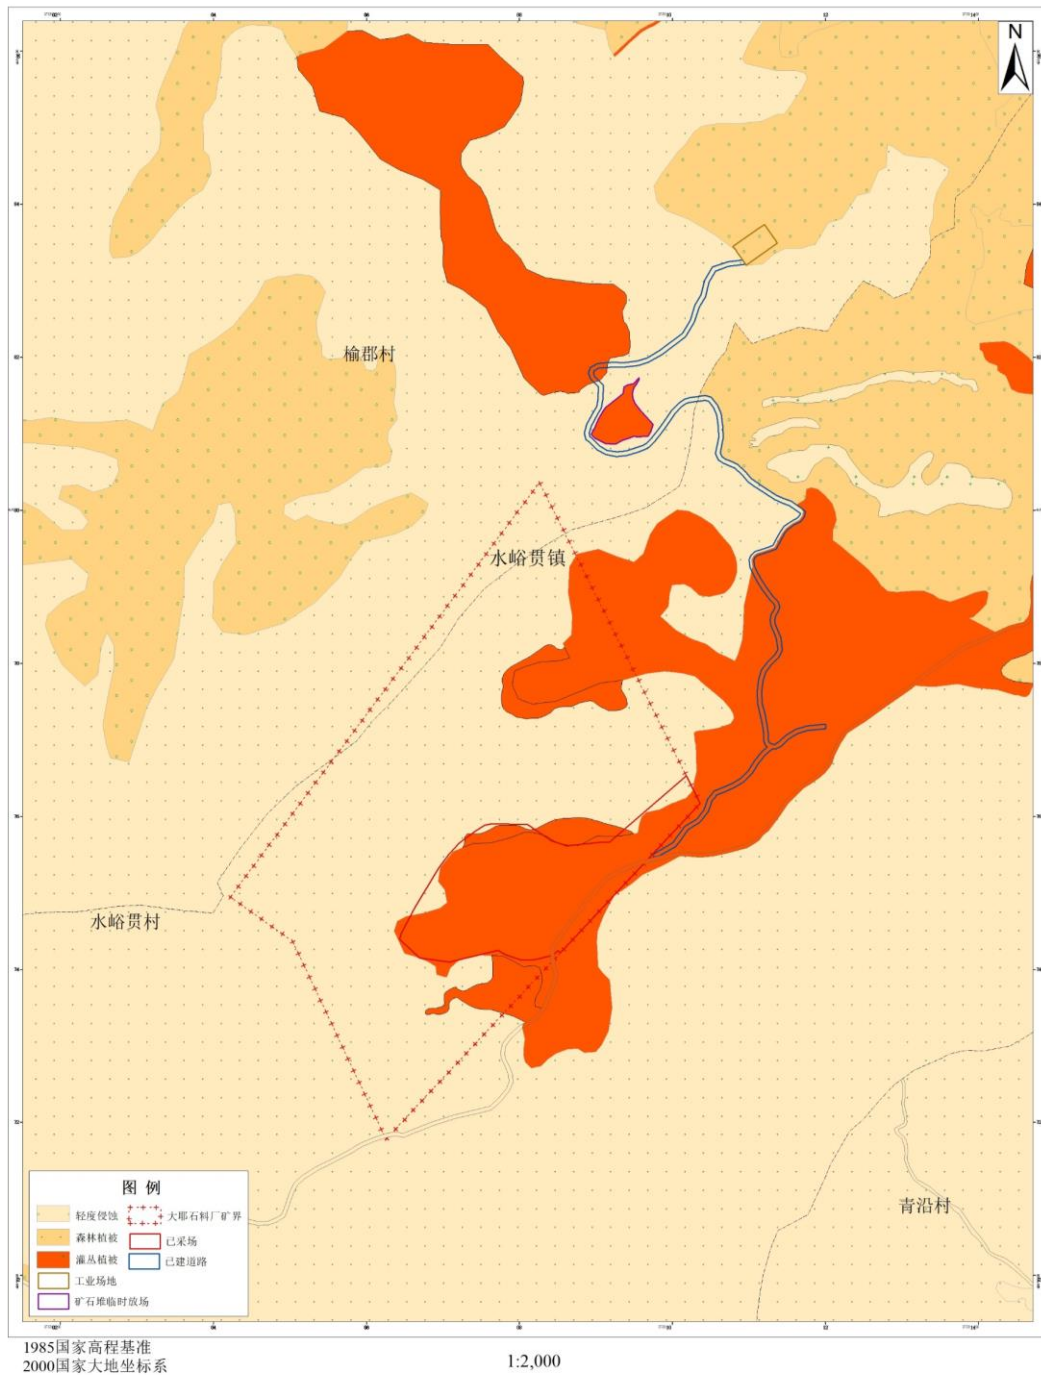 N
榆郡村
水峪贯镇
水峪贯村
青沿村
图 例
轻度侵蚀
大耶石料厂矿界
森林植被
已采场
灌丛植被
已建道路
工业场地
矿石堆临时放场
1985国家高程基准
2000国家大地坐标系
1:2,000